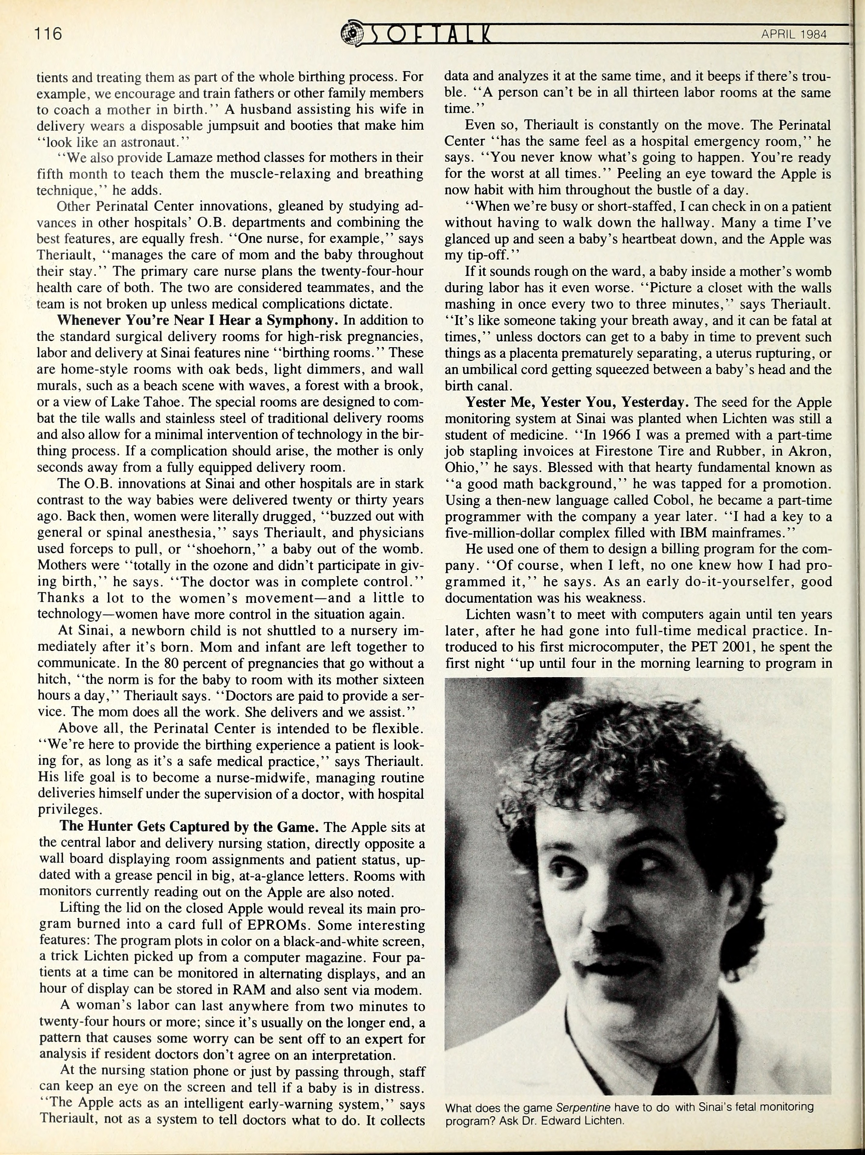 116
SOFTALK
APRIL 1984
tients and treating them as part of the whole birthing process. For
example, we encourage and train fathers or other family members
to coach a mother in birth.'' A husband assisting his wife in
delivery wears a disposable jumpsuit and booties that make him
''look like an astronaut.''
''We also provide Lamaze method classes for mothers in their
fifth month to teach them the muscle-relaxing and breathing
technique,'' he adds.
Other Perinatal Center innovations, gleaned by studying ad-
vances in other hospitals' O.B. departments and combining the
best features, are equally fresh. ''One nurse, for example,'' says
Theriault, ''manages the care of mom and the baby throughout
their stay.'' The primary care nurse plans the twenty-four-hour
health care of both. The two are considered teammates, and the
team is not broken up unless medical complications dictate.
Whenever You're Near I Hear a Symphony. In addition to
the standard surgical delivery rooms for high-risk pregnancies,
labor and delivery at Sinai features nine ''birthing rooms.'' These
are home-style rooms with oak beds, light dimmers, and wall
murals, such as a beach scene with waves, a forest with a brook,
or a view of Lake Tahoe. The special rooms are designed to com-
bat the tile walls and stainless steel of traditional delivery rooms
and also allow for a minimal intervention of technology in the bir-
thing process. If a complication should arise, the mother is only
seconds away from a fully equipped delivery room.
The O.B. innovations at Sinai and other hospitals are in stark
contrast to the way babies were delivered twenty or thirty years
ago. Back then, women were literally drugged, ''buzzed out with
general or spinal anesthesia,'' says Theriault, and physicians
used forceps to pull, or ''shoehorn,'' a baby out of the womb.
Mothers were ''totally in the ozone and didn't participate in giv-
ing birth,'' he says. ''The doctor was in complete control.''
Thanks a lot to the women's movement—and a little to
technology—women have more control in the situation again.
At Sinai, a newborn child is not shuttled to a nursery im-
mediately after it's born. Mom and infant are left together to
communicate. In the 80 percent of pregnancies that go without a
hitch, ''the norm is for the baby to room with its mother sixteen
hours a day,'' Theriault says. ''Doctors are paid to provide a ser-
vice. The mom does all the work. She delivers and we assist.''
Above all, the Perinatal Center is intended to be flexible.
''We're here to provide the birthing experience a patient is look-
ing for, as long as it's a safe medical practice,'' says Theriault.
His life goal is to become a nurse-midwife, managing routine
deliveries himself under the supervision of a doctor, with hospital
privileges.
The Hunter Gets Captured by the Game. The Apple sits at
the central labor and delivery nursing station, directly opposite a
wall board displaying room assignments and patient status, up-
dated with a grease pencil in big, at-a-glance letters. Rooms with
monitors currently reading out on the Apple are also noted.
Lifting the lid on the closed Apple would reveal its main pro-
gram burned into a card full of EPROMs. Some interesting
features: The program plots in color on a black-and-white screen,
a trick Lichten picked up from a computer magazine. Four pa-
tients at a time can be monitored in alternating displays, and an
hour of display can be stored in RAM and also sent via modem.
A woman's labor can last anywhere from two minutes to
twenty-four hours or more; since it's usually on the longer end, a
pattern that causes some worry can be sent off to an expert for
analysis if resident doctors don't agree on an interpretation.
At the nursing station phone or just by passing through, staff
can keep an eye on the screen and tell if a baby is in distress.
''The Apple acts as an intelligent early-warning system,'' says
Theriault, not as a system to tell doctors what to do. It collects
data and analyzes it at the same time, and it beeps if there's trou-
ble. ''A person can't be in all thirteen labor rooms at the same
time.''
Even so, Theriault is constantly on the move. The Perinatal
Center ''has the same feel as a hospital emergency room,'' he
says. ''You never know what's going to happen. You're ready
for the worst at all times.'' Peeling an eye toward the Apple is
now habit with him throughout the bustle of a day.
''When we're busy or short-staffed, I can check in on a patient
without having to walk down the hallway. Many a time I've
glanced up and seen a baby's heartbeat down, and the Apple was
my tip-off.''
If it sounds rough on the ward, a baby inside a mother's womb
during labor has it even worse. ''Picture a closet with the walls
mashing in once every two to three minutes,'' says Theriault.
''It's like someone taking your breath away, and it can be fatal at
times,'' unless doctors can get to a baby in time to prevent such
things as a placenta prematurely separating, a uterus rupturing, or
an umbilical cord getting squeezed between a baby's head and the
birth canal.
Yester Me, Yester You, Yesterday. The seed for the Apple
monitoring system at Sinai was planted when Lichten was still a
student of medicine. ''In 1966 I was a premed with a part-time
job stapling invoices at Firestone Tire and Rubber, in Akron,
Ohio,'' he says. Blessed with that hearty fundamental known as
''a good math background,'' he was tapped for a promotion.
Using a then-new language called Cobol, he became a part-time
programmer with the company a year later. ''I had a key to a
five-million-dollar complex filled with IBM mainframes.''
He used one of them to design a billing program for the com-
pany. ''Of course, when I left, no one knew how I had pro-
grammed it,'' he says. As an early do-it-yourselfer, good
documentation was his weakness.
Lichten wasn't to meet with computers again until ten years
later, after he had gone into full-time medical practice. In-
troduced to his first microcomputer, the PET 2001, he spent the
first night ''up until four in the morning learning to program in
What does the game Serpentine have to do with Sinai's fetal monitoring
program? Ask Dr. Edward Lichten.